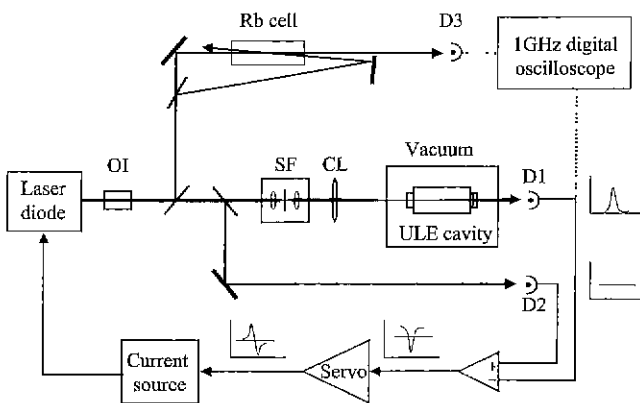 Rb cell
D3
1GHz digital
oscilloscope
OI
SF
CL
Vacuum
D1
Laser
diode
ULE cavity
D2
Current
source
Servo